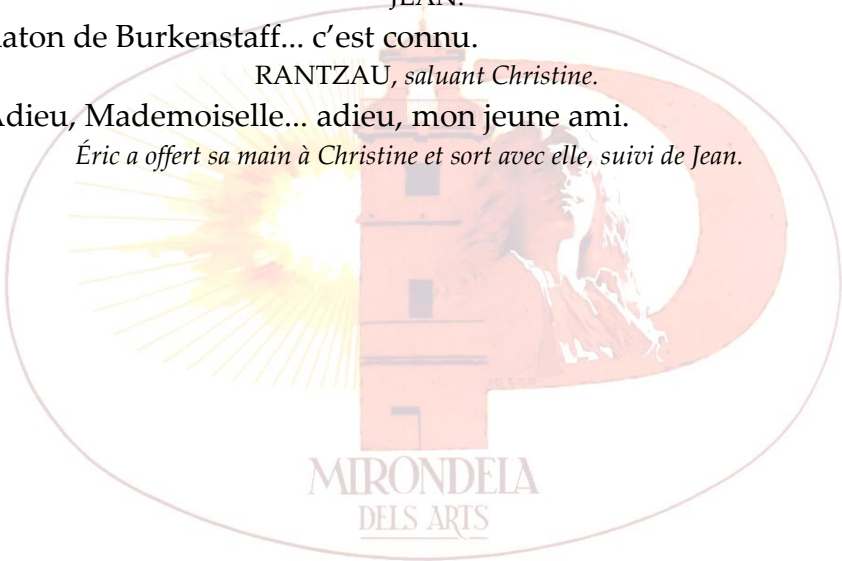 JEAN.
aton de Burkenstaff... c'est connu.
RANTZAU, saluant Christine.
Adieu, Mademoiselle... adieu, mon jeune ami.
Éric a offert sa main à Christine et sort avec elle, suivi de Jean.
MIRONDELA
DELS ARTS